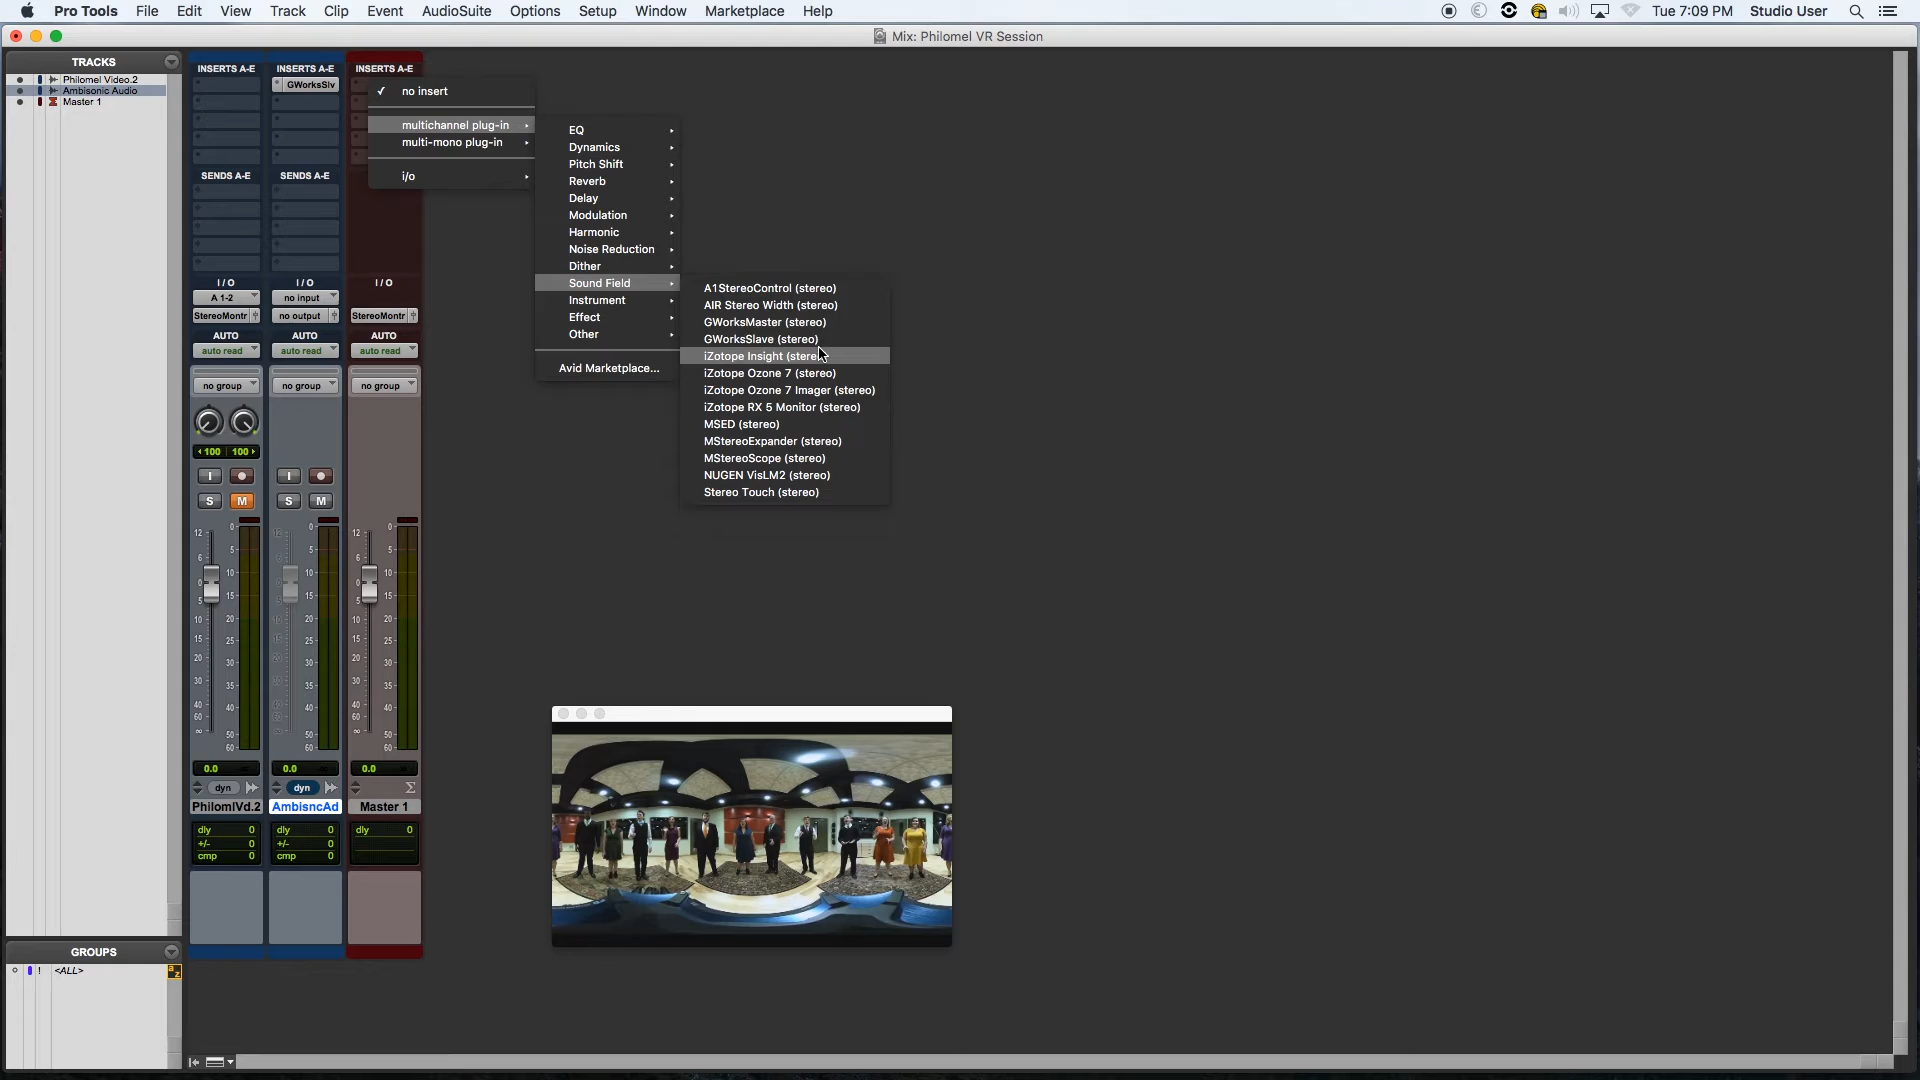 Pro Tools File Edit View Track Clip Event AudioSuite Options Setup Window Marketplace Help Tue 7:09 PM Studio User
Mix: Philomel VR Session
TRACKS
Philomel Video.2
Ambisonic Audio
Master 1
INSERTS A-E INSERTS A-E INSERTS A-E
GWorksSlv
no insert
multichannel plug-in
multi-mono plug-in
i/o
EQ
Dynamics
Pitch Shift
Reverb
Delay
Modulation
Harmonic
Noise Reduction
Dither
Sound Field
Instrument
Effect
Other
Avid Marketplace...
A1StereoControl (stereo)
AIR Stereo Width (stereo)
GWorksMaster (stereo)
GWorksSlave (stereo)
iZotope Insight
iZotope Ozone 7 (stereo)
iZotope Ozone 7 Imager (stereo)
iZotope RX 5 Monitor (stereo)
MSED (stereo)
MStereoExpander (stereo)
MStereoScope (stereo)
NUGEN VisLM2 (stereo)
Stereo Touch (stereo)
SENDS A-E SENDS A-E
I/O I/O I/O
A 1-2 no input
StereoMontr no output StereoMontr
AUTO AUTO AUTO
auto read auto read auto read
no group no group no group
100 100
I I
S M S M
0.0 0.0 0.0
dyn dyn
PhilomlVd.2 AmbisncAd Master 1
dly 0 dly 0 dly 0
+/- 0 +/- 0
cmp 0 cmp 0
GROUPS
! <ALL>
a z